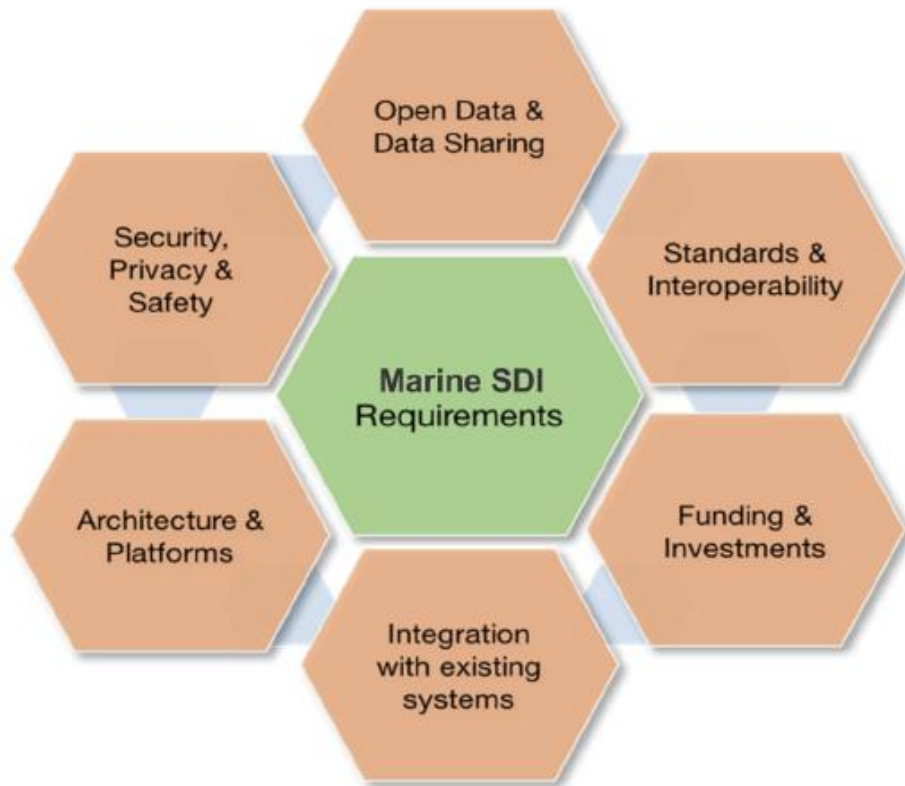 Open Data &
Data Sharing
Security,
Privacy &
Safety
Standards &
Interoperability
Marine SDI
Requirements
Architecture &
Platforms
Funding &
Investments
Integration
with existing
systems